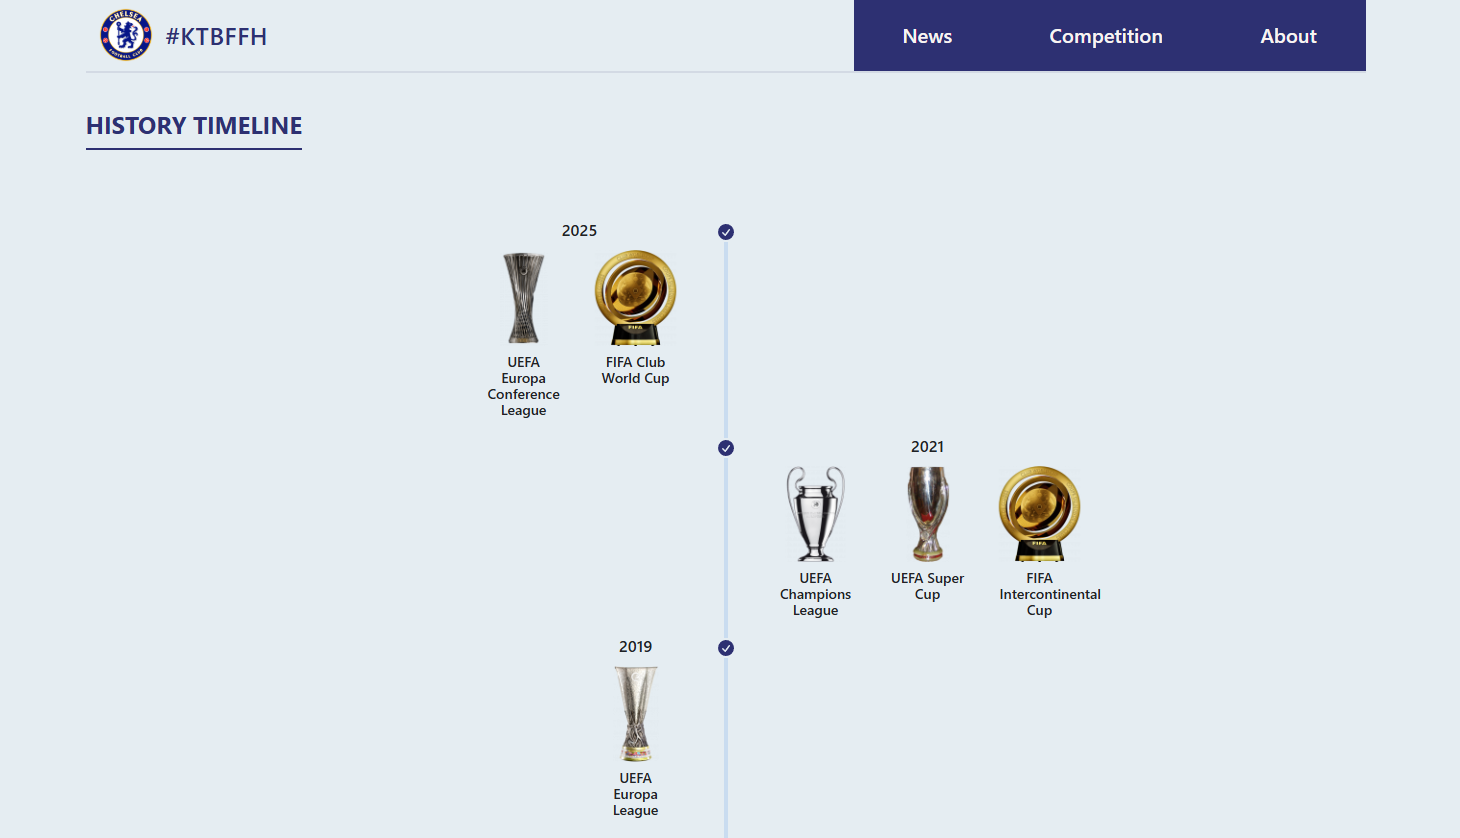 CHELSEA
FOOTBALL CLUB
#KTBFFH
News
Competition
About
HISTORY TIMELINE
2025
FIFA
UEFA
Europa
Conference
League
FIFA Club
World Cup
2021
FIFA
UEFA
Champions
League
UEFA Super
Cup
FIFA
Intercontinental
Cup
2019
UEFA
Europa
League